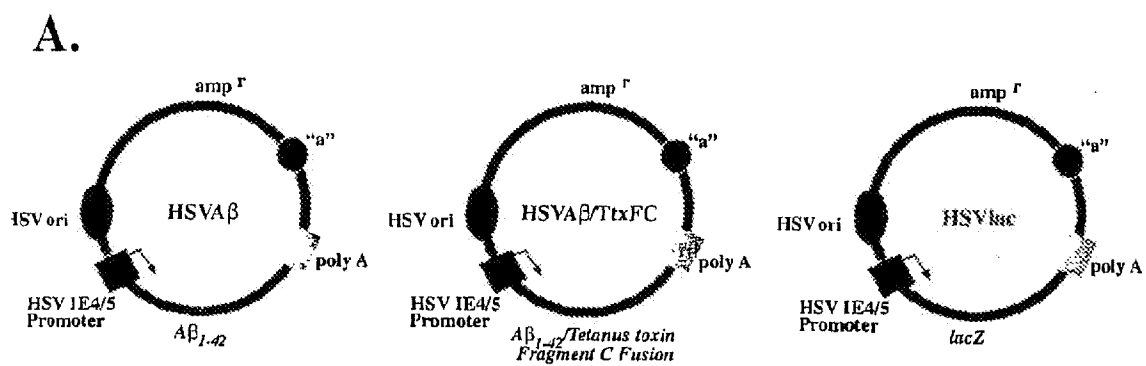 A.
amp r
"a"
HSV ori
HSVAβ
poly A
HSV IE4/5
Promoter
Aβ1-42
amp r
"a"
HSV ori
HSVAβ/TtxFC
poly A
HSV IE4/5
Promoter
Aβ1-42/Tetanus toxin
Fragment C Fusion
amp r
"a"
HSV ori
HSVlac
poly A
HSV IE4/5
Promoter
lacZ